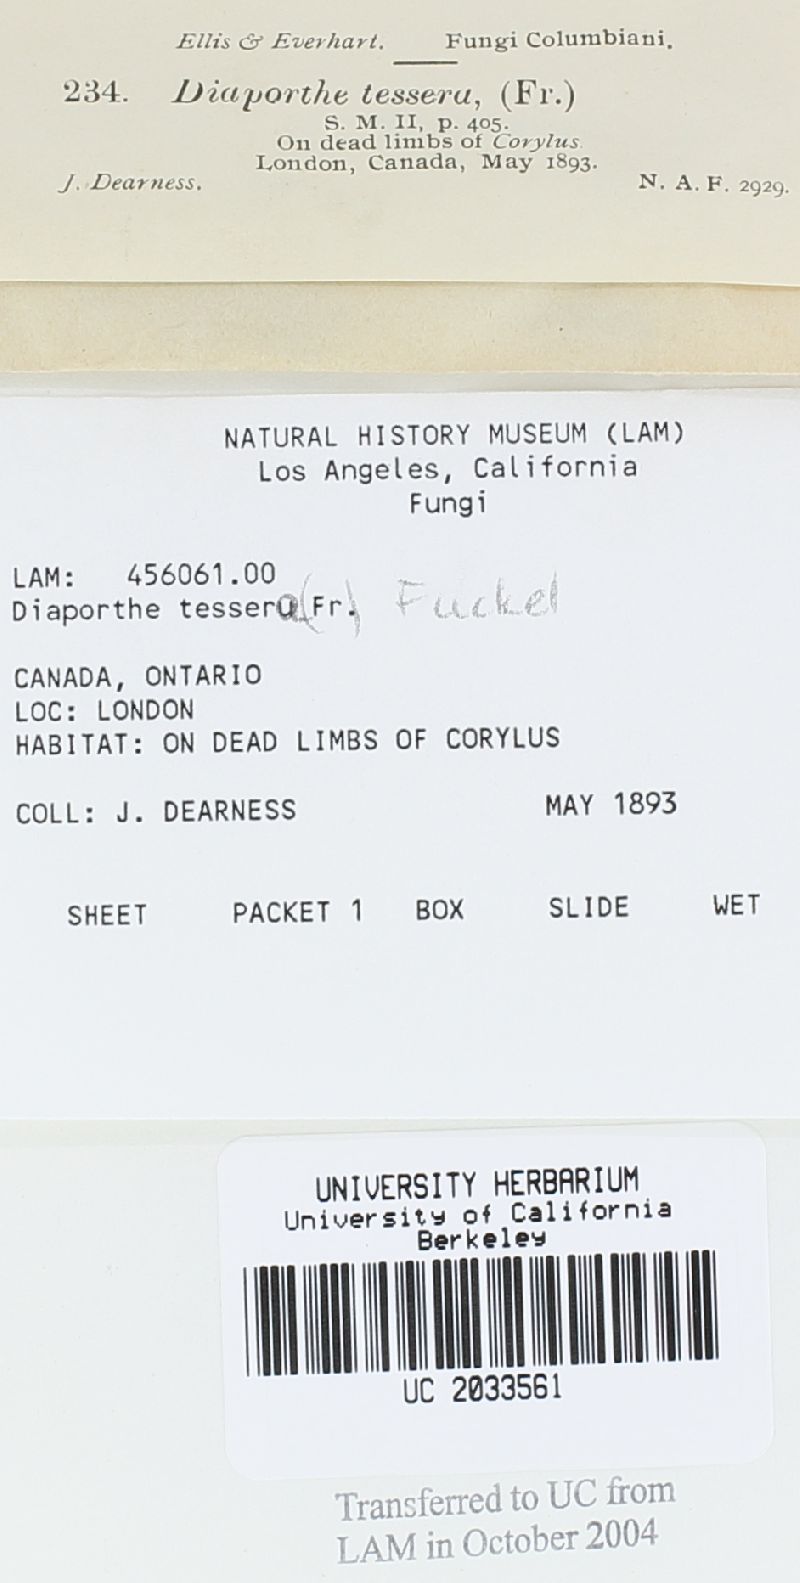 Ellis & Everhart. Fungi Columbiani.
234. Diaporthe tessera, (Fr.)
S. M. II, p. 405.
On dead limbs of Corylus.
London, Canada, May 1893.
J. Dearness. N. A. F. 2929.
NATURAL HISTORY MUSEUM (LAM)
Los Angeles, California
Fungi
LAM: 456061.00
Diaporthe tessera (Fr.) Fuckel
CANADA, ONTARIO
LOC: LONDON
HABITAT: ON DEAD LIMBS OF CORYLUS
COLL: J. DEARNESS MAY 1893
SHEET PACKET 1 BOX SLIDE WET
UNIVERSITY HERBARIUM
University of California
Berkeley
UC 2033561
Transferred to UC from
LAM in October 2004